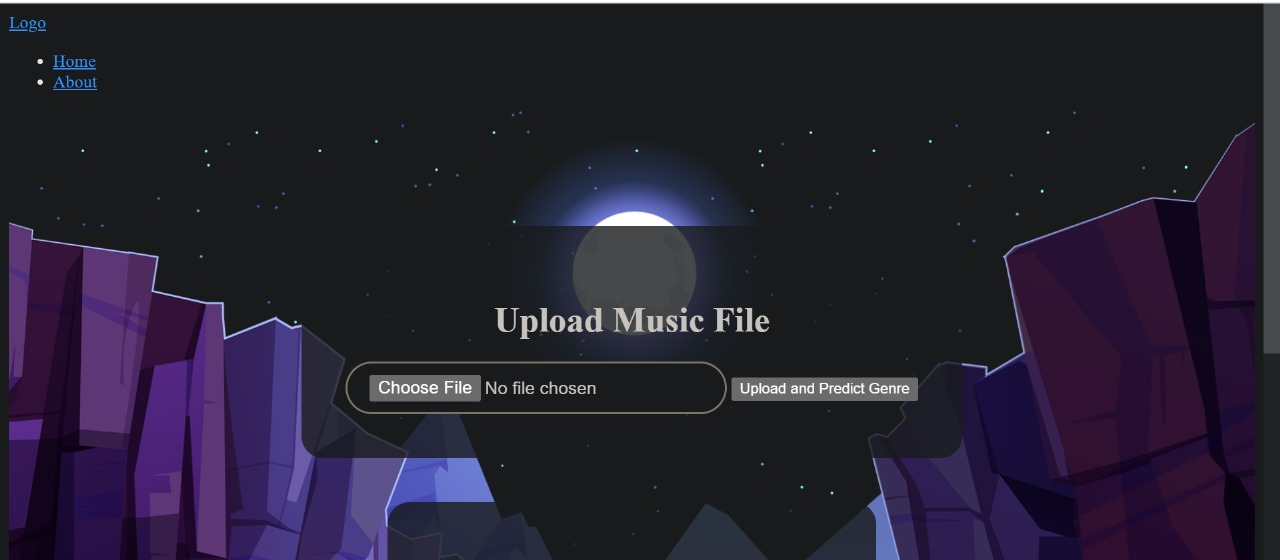 Logo
Home
About
Upload Music File
Choose File No file chosen
Upload and Predict Genre